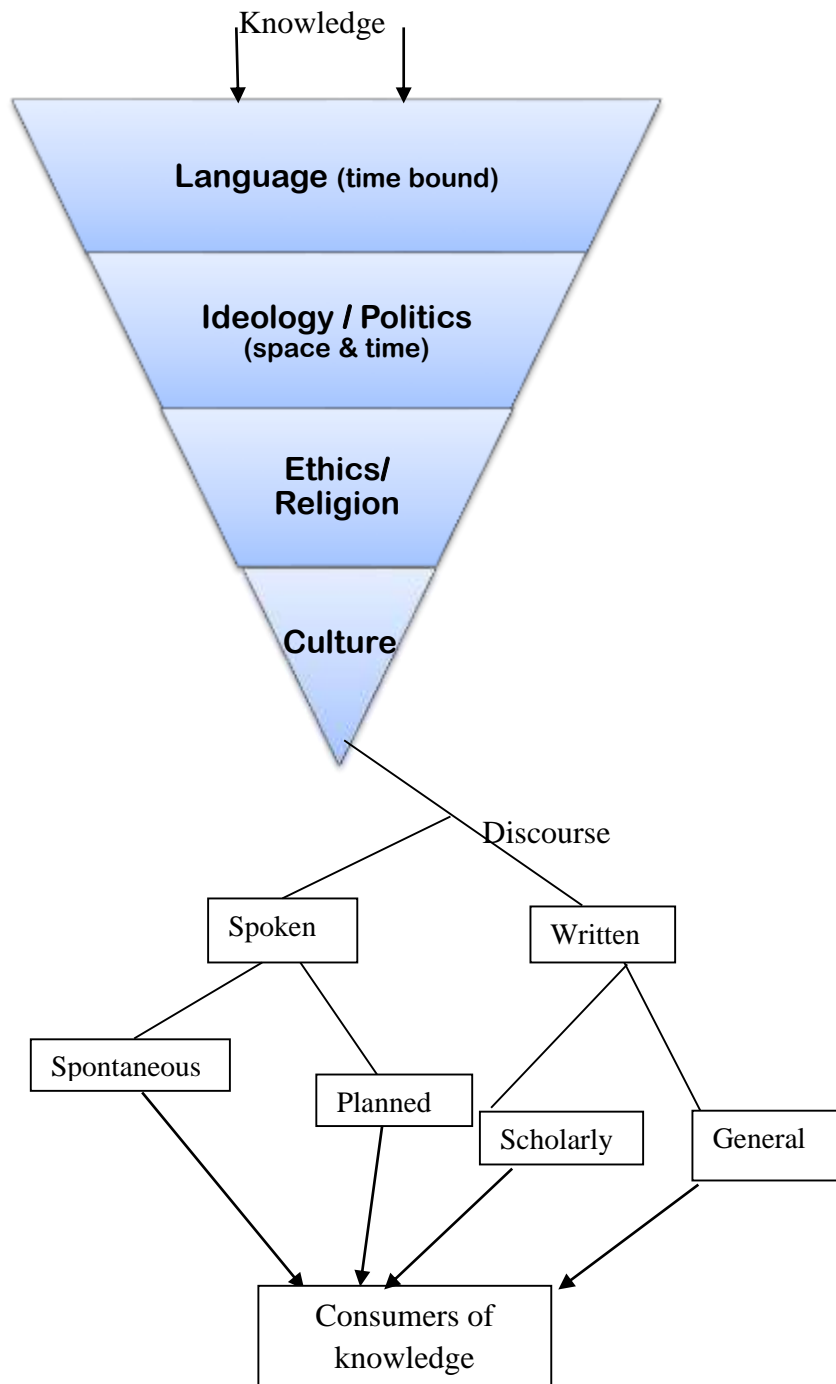 Knowledge
Language (time bound)
Ideology / Politics
(space & time)
Ethics/
Religion
Culture
Discourse
Spoken
Written
Spontaneous
Planned
Scholarly
General
Consumers of
knowledge